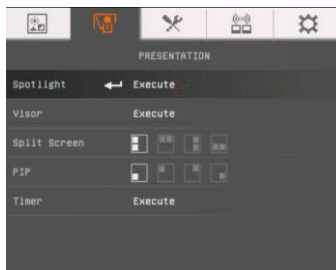 PRESENTATION
Spotlight Execute
Visor Execute
Split Screen
PIP
Timer Execute